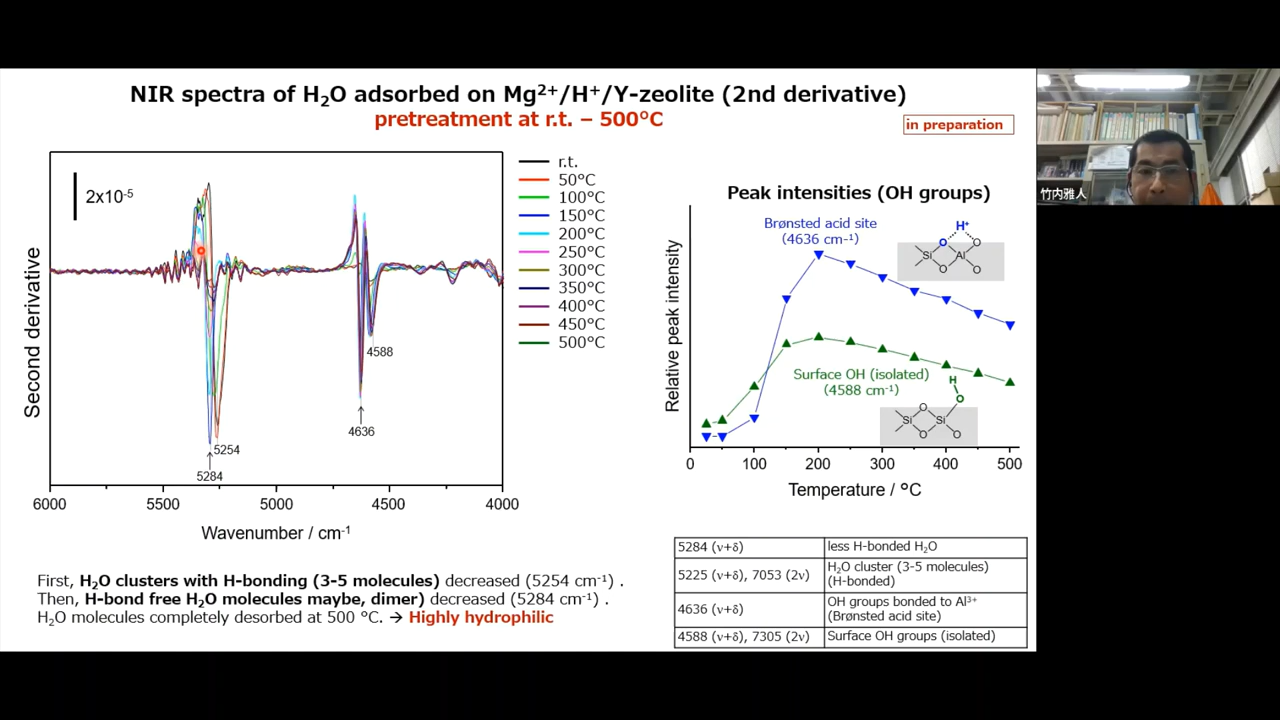 NIR spectra of H2O adsorbed on Mg2+/H+/Y-zeolite (2nd derivative)
pretreatment at r.t. – 500°C
in preparation
竹内雅人
2x10-5
Second derivative
5254
5284
4636
4588
6000 5500 5000 4500 4000
Wavenumber / cm-1
r.t.
50°C
100°C
150°C
200°C
250°C
300°C
350°C
400°C
450°C
500°C
Peak intensities (OH groups)
Relative peak intensity
Brønsted acid site
(4636 cm-1)
H+
O O
Si Al
O O
Surface OH (isolated)
(4588 cm-1)
H
O
O
Si Si
O O
0 100 200 300 400 500
Temperature / °C
First, H2O clusters with H-bonding (3-5 molecules) decreased (5254 cm-1) .
Then, H-bond free H2O molecules maybe, dimer) decreased (5284 cm-1) .
H2O molecules completely desorbed at 500 °C. → Highly hydrophilic
5284 (ν+δ) less H-bonded H2O
5225 (ν+δ), 7053 (2ν) H2O cluster (3-5 molecules)
(H-bonded)
4636 (ν+δ) OH groups bonded to Al3+
(Brønsted acid site)
4588 (ν+δ), 7305 (2ν) Surface OH groups (isolated)